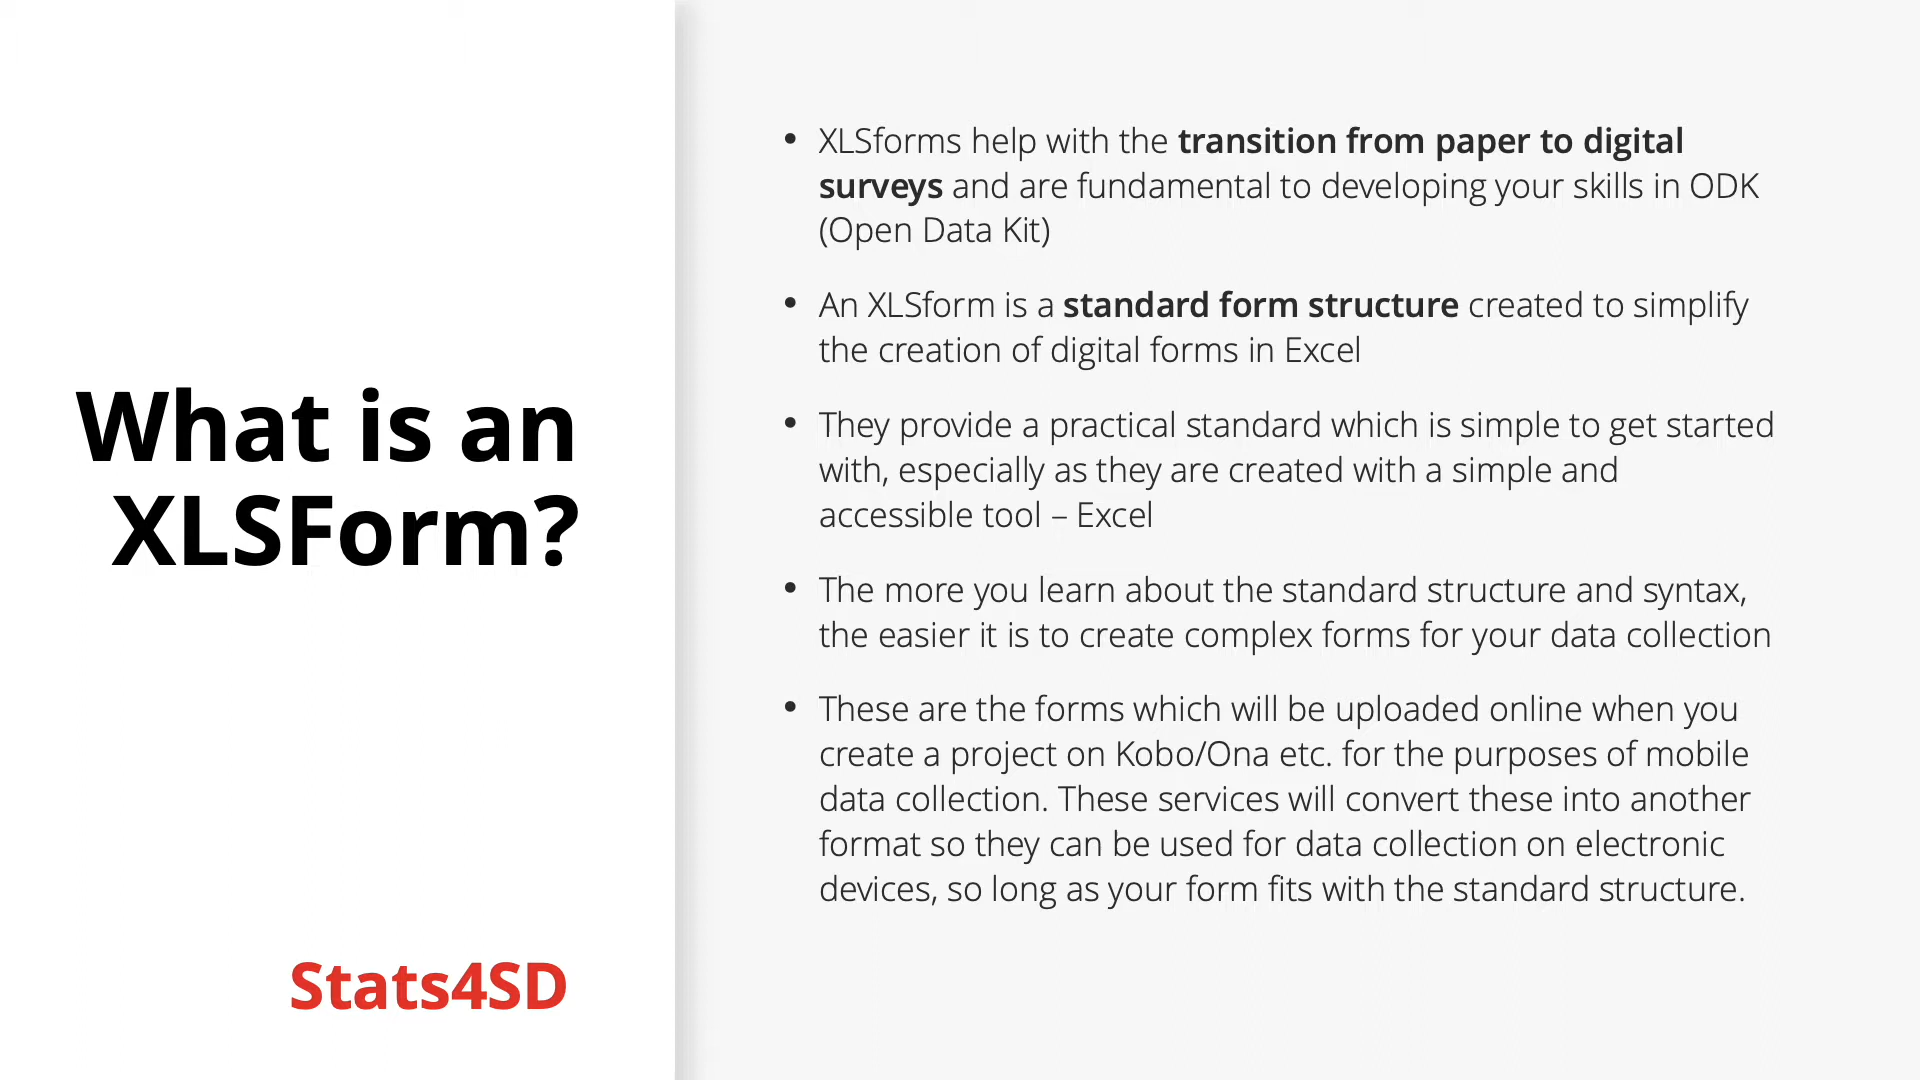 What is an
XLSForm?
Stats4SD
• XLSforms help with the transition from paper to digital
surveys and are fundamental to developing your skills in ODK
(Open Data Kit)
• An XLSform is a standard form structure created to simplify
the creation of digital forms in Excel
• They provide a practical standard which is simple to get started
with, especially as they are created with a simple and
accessible tool – Excel
• The more you learn about the standard structure and syntax,
the easier it is to create complex forms for your data collection
• These are the forms which will be uploaded online when you
create a project on Kobo/Ona etc. for the purposes of mobile
data collection. These services will convert these into another
format so they can be used for data collection on electronic
devices, so long as your form fits with the standard structure.